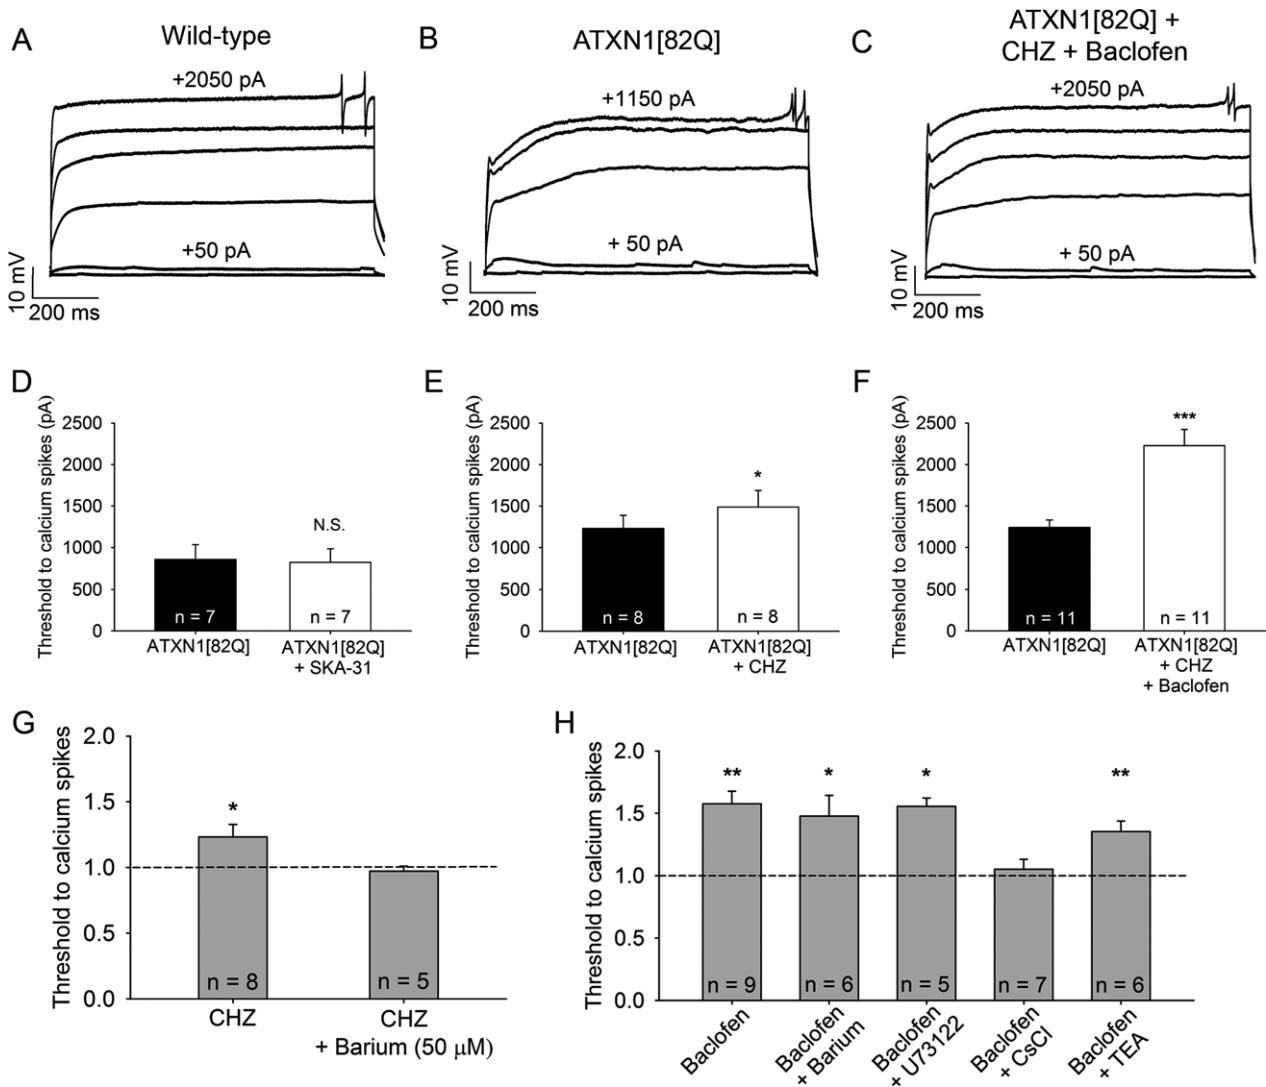 A
Wild-type
+2050 pA
+50 pA
10 mV
200 ms
B
ATXN1[82Q]
+1150 pA
+ 50 pA
10 mV
200 ms
C
ATXN1[82Q] +
CHZ + Baclofen
+2050 pA
+ 50 pA
10 mV
200 ms
D
Threshold to calcium spikes (pA)
2500
2000
1500
1000
500
0
N.S.
n = 7
n = 7
ATXN1[82Q]
ATXN1[82Q]
+ SKA-31
E
Threshold to calcium spikes (pA)
2500
2000
1500
1000
500
0
*
n = 8
n = 8
ATXN1[82Q]
ATXN1[82Q]
+ CHZ
F
Threshold to calcium spikes (pA)
2500
2000
1500
1000
500
0
***
n = 11
n = 11
ATXN1[82Q]
ATXN1[82Q]
+ CHZ
+ Baclofen
G
Threshold to calcium spikes
2.0
1.5
1.0
0.5
0.0
*
n = 8
n = 5
CHZ
CHZ
+ Barium (50 μM)
H
Threshold to calcium spikes
2.0
1.5
1.0
0.5
0.0
**
*
*
**
n = 9
n = 6
n = 5
n = 7
n = 6
Baclofen
Baclofen
+ Barium
Baclofen
+ U73122
Baclofen
+ CsCl
Baclofen
+ TEA